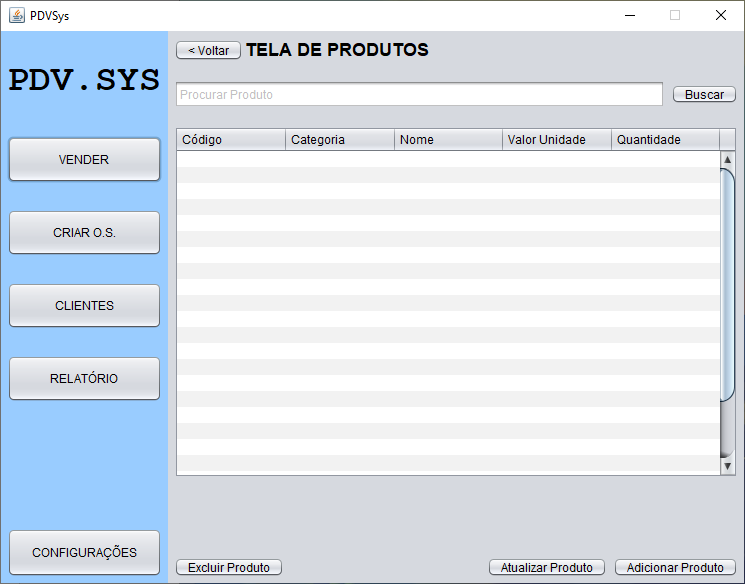 PDVSys
PDV.SYS
VENDER
CRIAR O.S.
CLIENTES
RELATÓRIO
CONFIGURAÇÕES
< Voltar TELA DE PRODUTOS
Procurar Produto Buscar
Código Categoria Nome Valor Unidade Quantidade
Excluir Produto Atualizar Produto Adicionar Produto